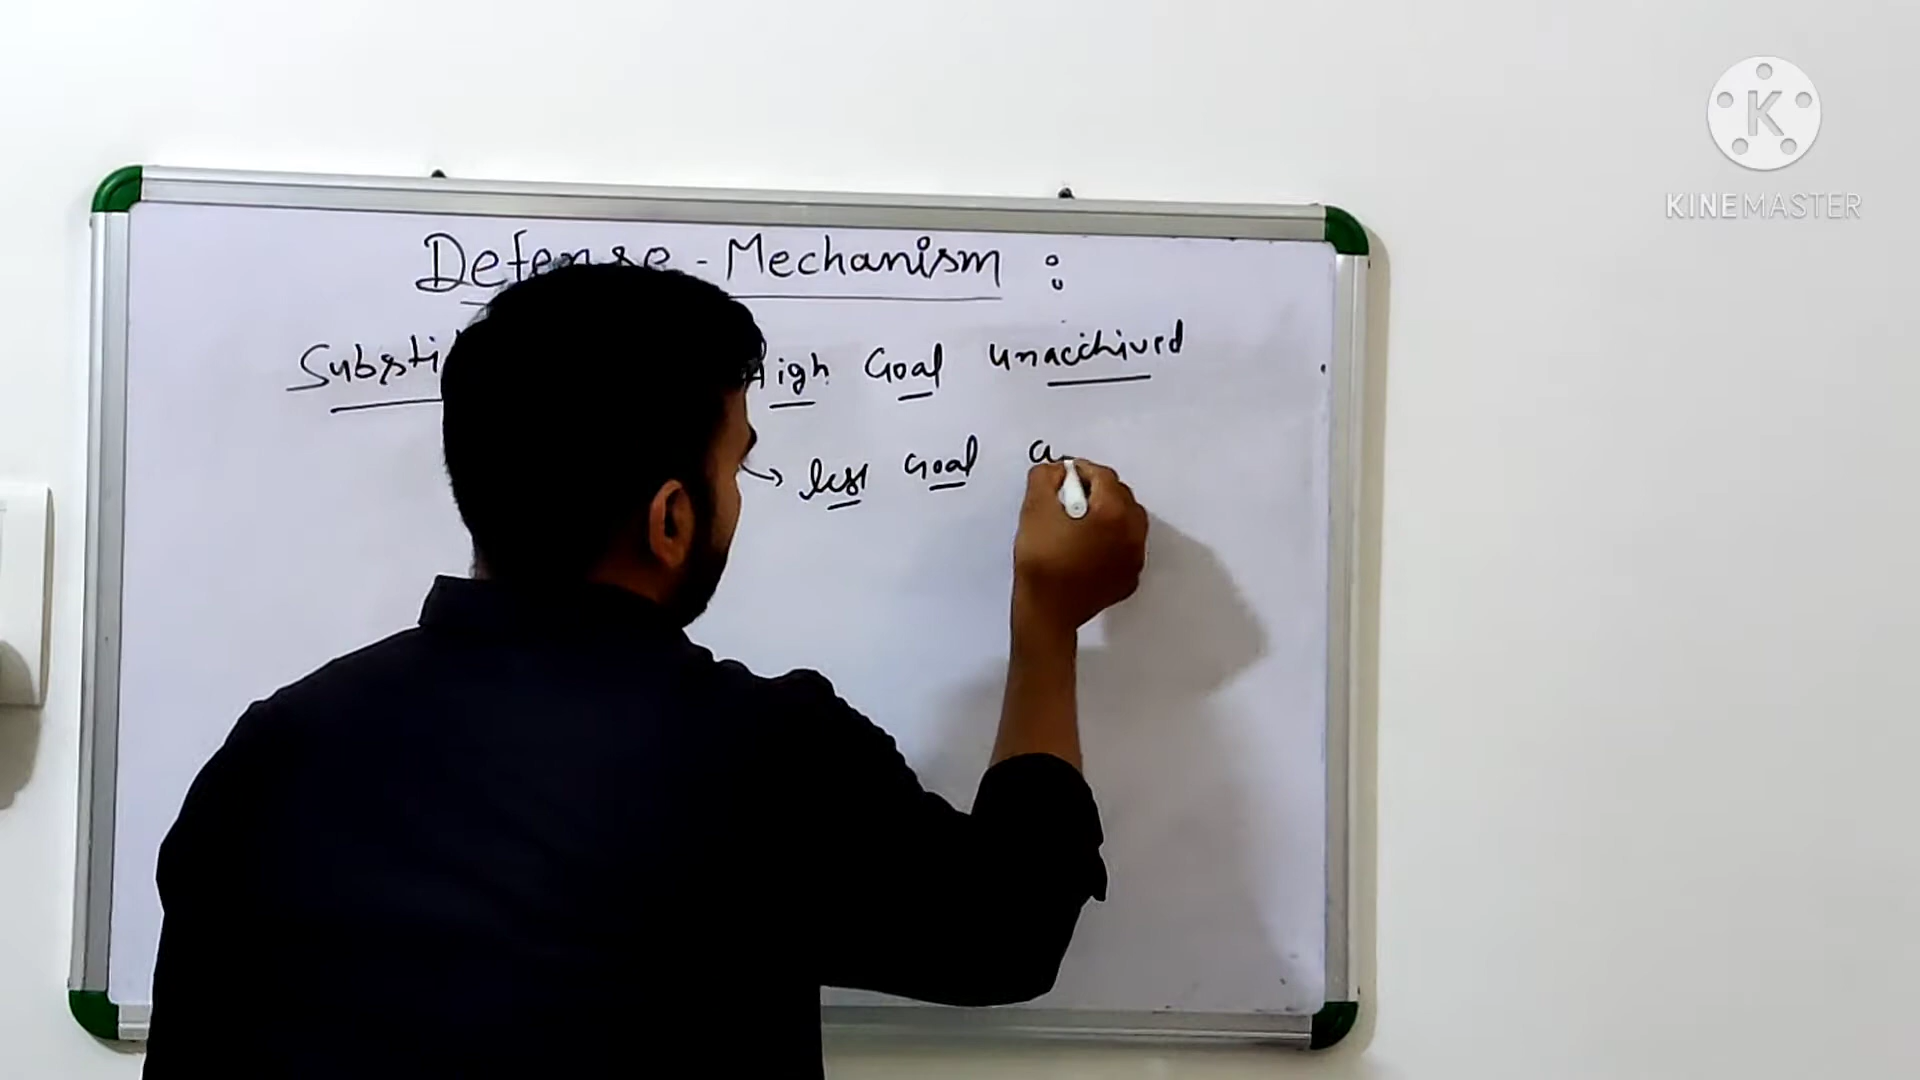 Defense - Mechanism :
Substi High Goal Unacchived
→ less Goal a
K
KINEMASTER